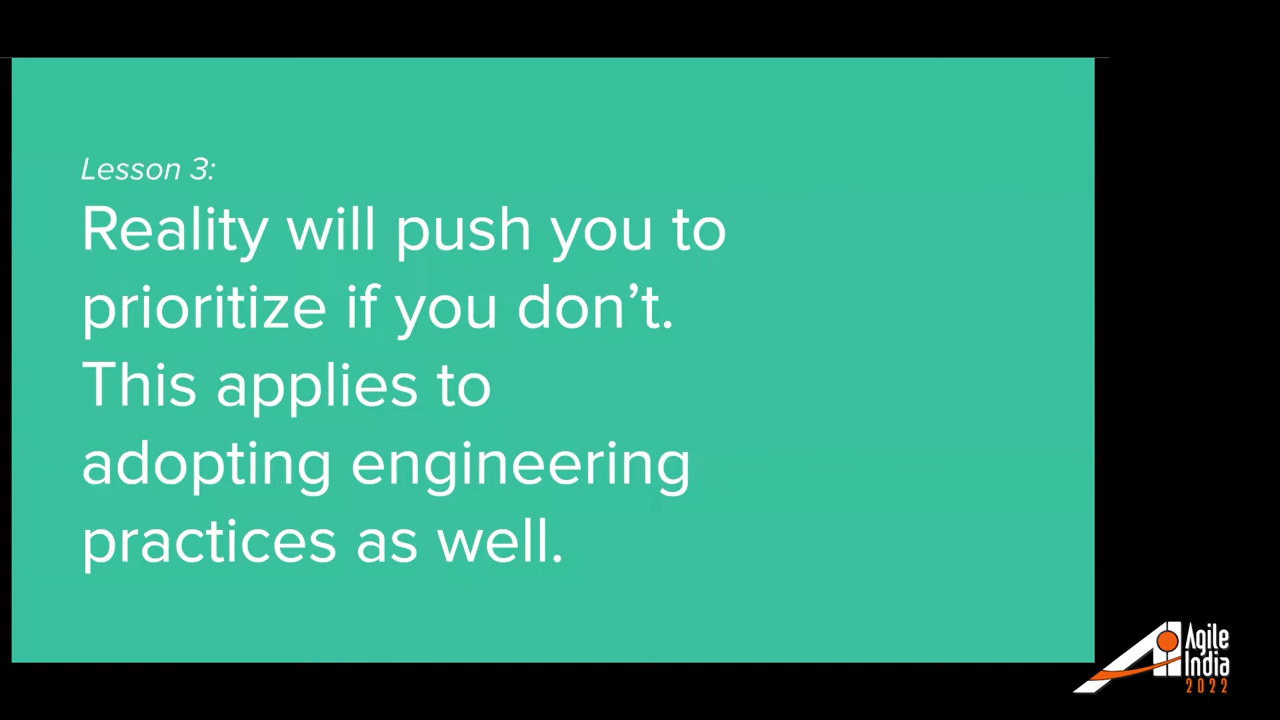 Lesson 3:
Reality will push you to
prioritize if you don’t.
This applies to
adopting engineering
practices as well.
Agile
India
2022